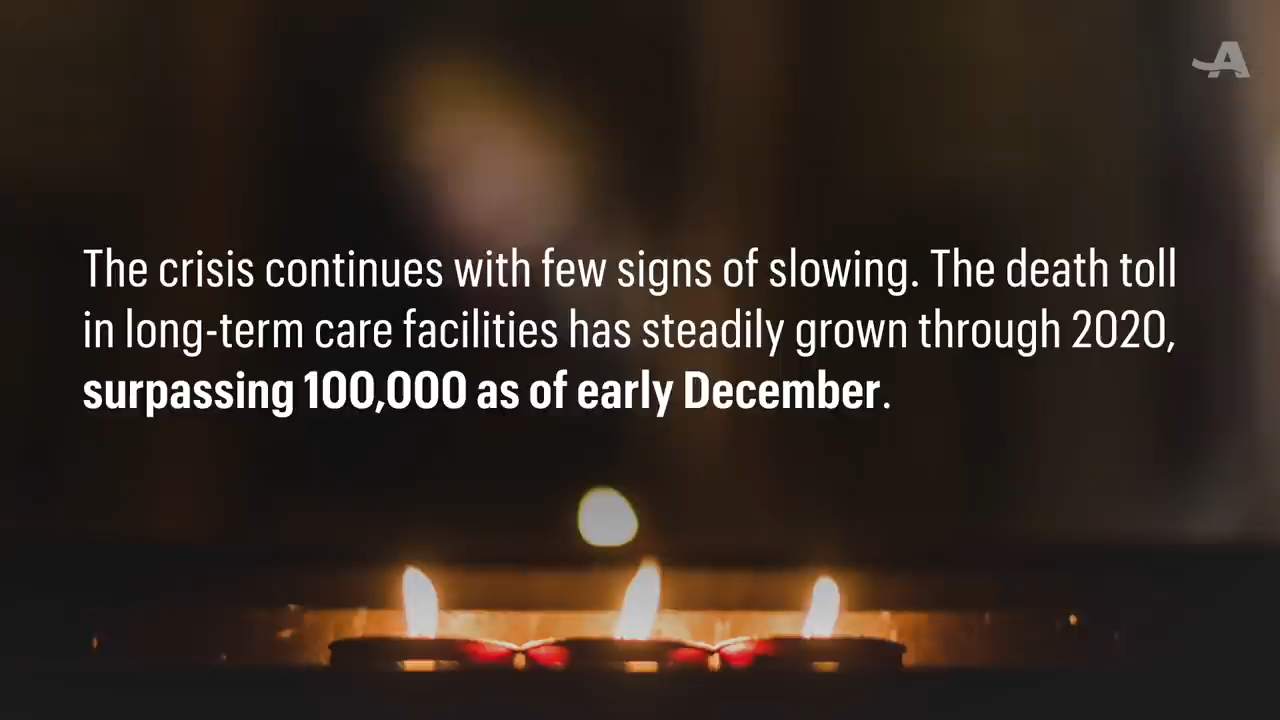 The crisis continues with few signs of slowing. The death toll
in long-term care facilities has steadily grown through 2020,
surpassing 100,000 as of early December.